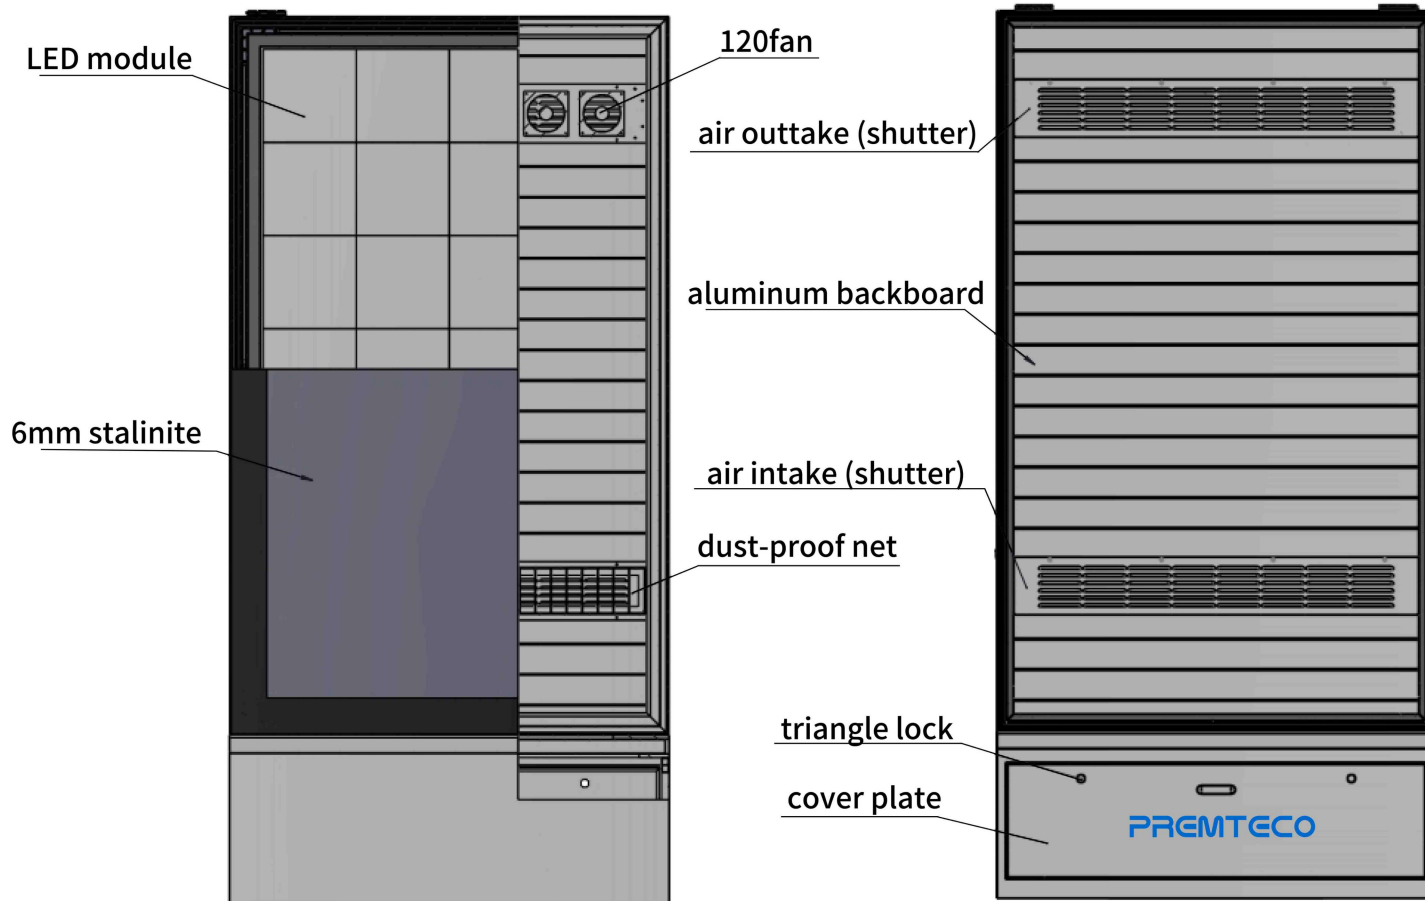 LED module
120fan
air outtake (shutter)
aluminum backboard
6mm stalinite
air intake (shutter)
dust-proof net
triangle lock
cover plate
PREMTECO